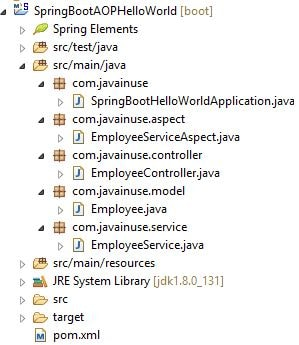 SpringBootAOPHelloWorld [boot]
Spring Elements
src/test/java
src/main/java
com.javainuse
SpringBootHelloWorldApplication.java
com.javainuse.aspect
EmployeeServiceAspect.java
com.javainuse.controller
EmployeeController.java
com.javainuse.model
Employee.java
com.javainuse.service
EmployeeService.java
src/main/resources
JRE System Library [jdk1.8.0_131]
src
target
pom.xml